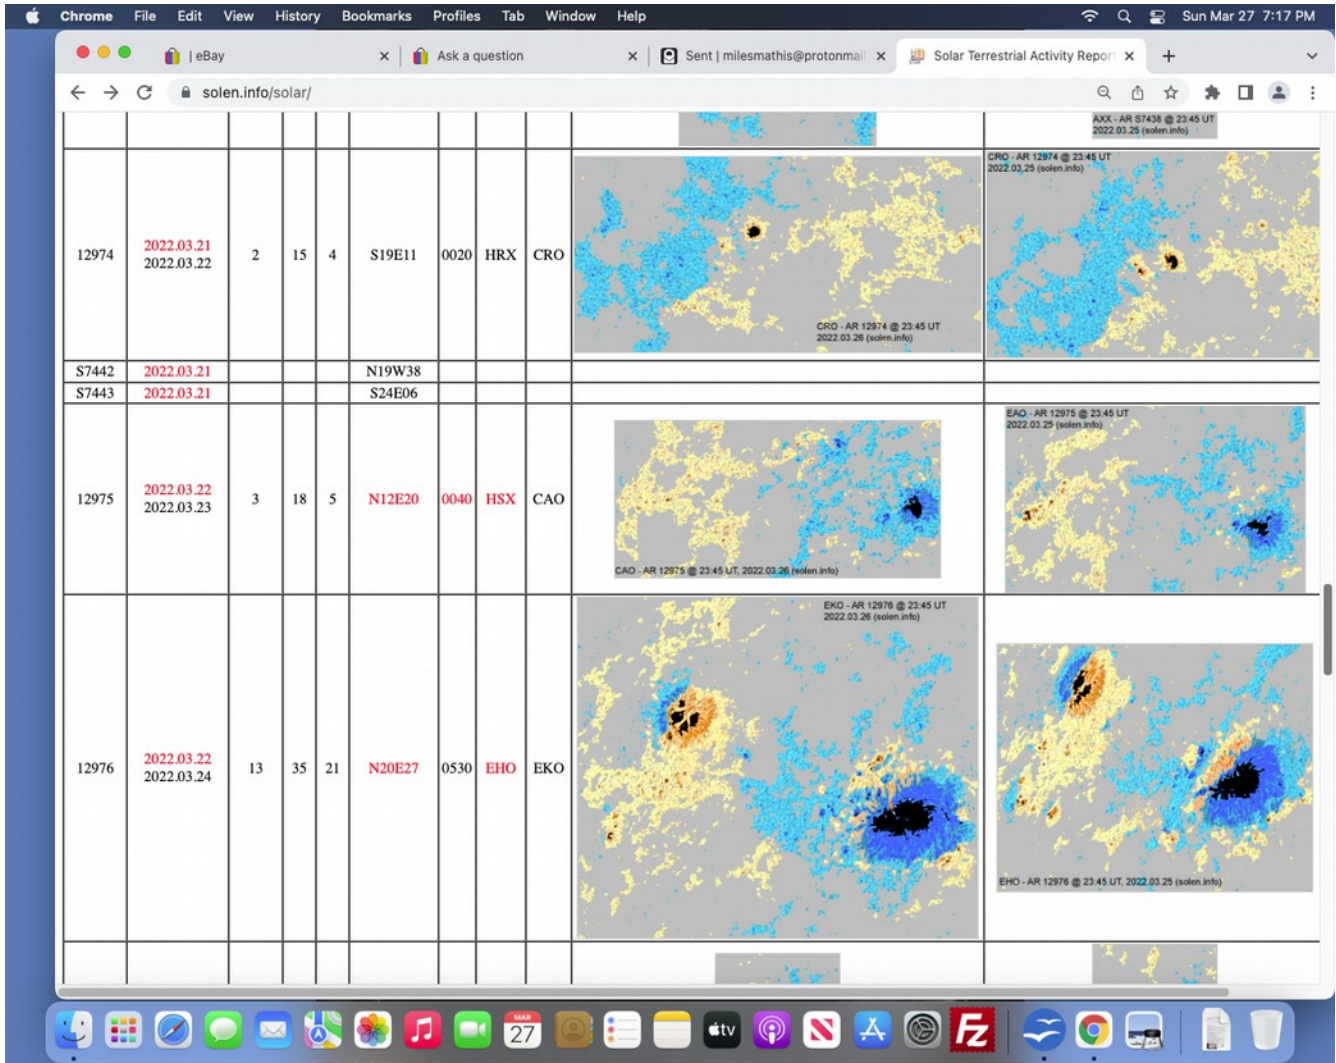 Chrome File Edit View History Bookmarks Profiles Tab Window Help Sun Mar 27 7:17 PM
| eBay
Ask a question
Sent | milesmathis@protonmail
Solar Terrestrial Activity Report
solen.info/solar/
AXX - AR S7438 @ 23:45 UT
2022.03.25 (solen.info)
12974
2022.03.21
2022.03.22
2 15 4 S19E11 0020 HRX CRO
CRO - AR 12974 @ 23:45 UT
2022.03.26 (solen.info)
CRO - AR 12974 @ 23:45 UT
2022.03.25 (solen.info)
S7442 2022.03.21 N19W38
S7443 2022.03.21 S24E06
12975
2022.03.22
2022.03.23
3 18 5 N12E20 0040 HSX CAO
CAO - AR 12975 @ 23:45 UT, 2022.03.26 (solen.info)
EAO - AR 12975 @ 23:45 UT
2022.03.25 (solen.info)
12976
2022.03.22
2022.03.24
13 35 21 N20E27 0530 EHO EKO
EKO - AR 12976 @ 23:45 UT
2022.03.26 (solen.info)
EHO - AR 12976 @ 23:45 UT, 2022.03.25 (solen.info)
MAR
27
tv
Fz